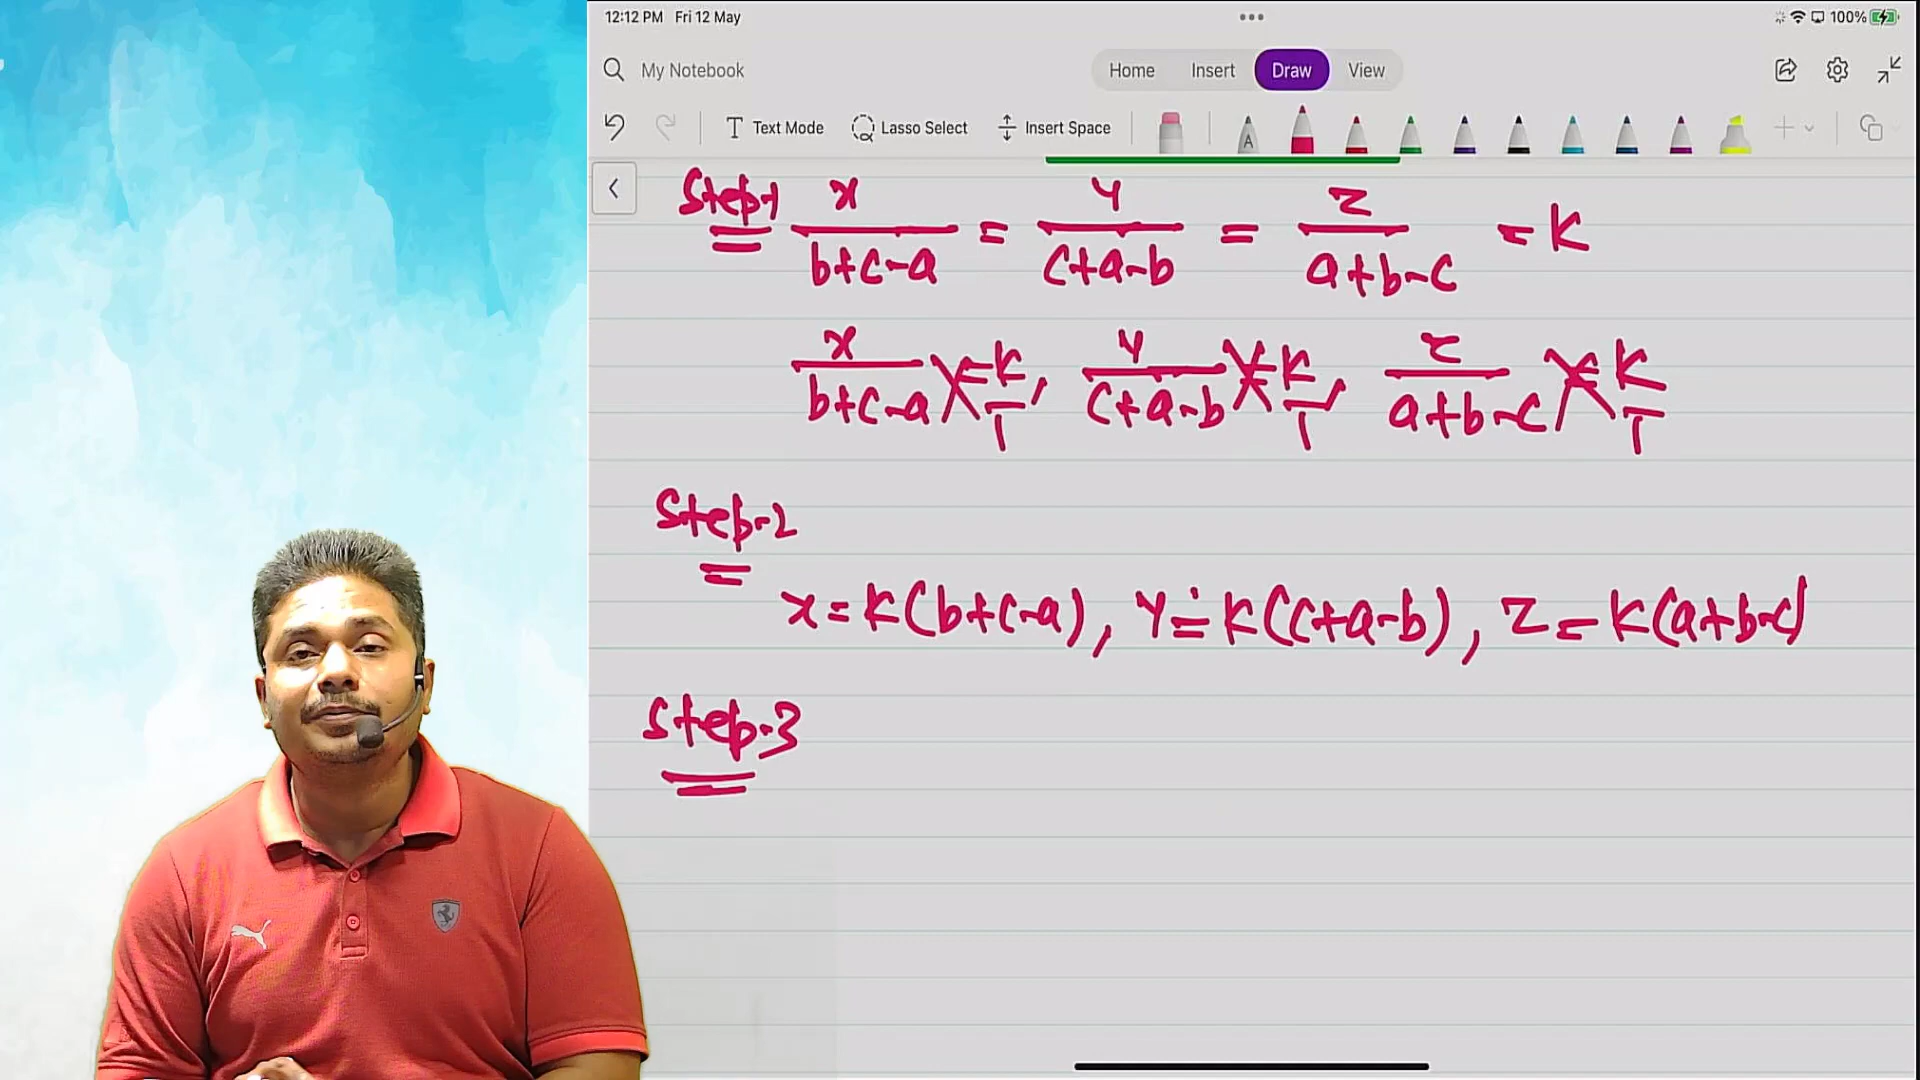 12:12 PM Fri 12 May 100%
My Notebook Home Insert Draw View
Text Mode Lasso Select Insert Space A
Step-1 x/(b+c-a) = y/(c+a-b) = z/(a+b-c) = k
x/(b+c-a) = k/1, y/(c+a-b) = k/1, z/(a+b-c) = k/1
Step-2
x = k(b+c-a), y = k(c+a-b), z = k(a+b-c)
Step-3